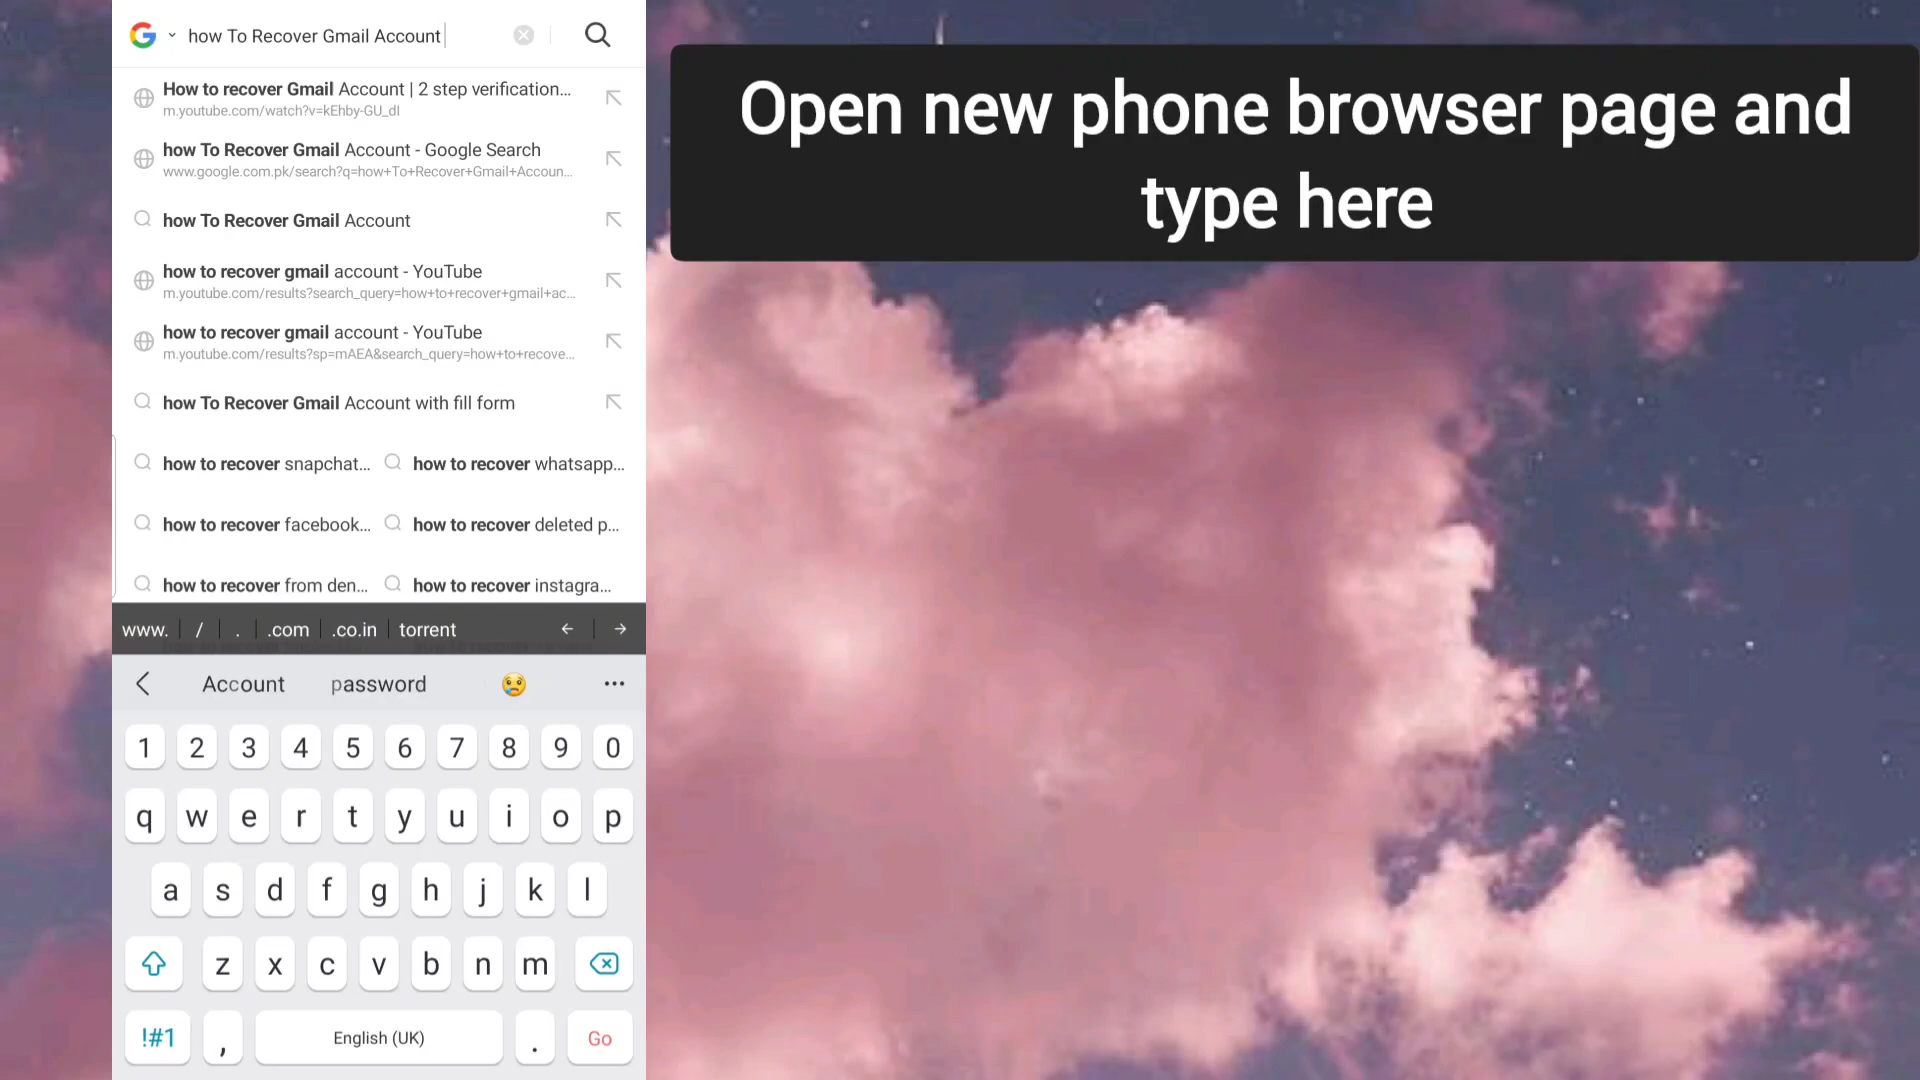 how To Recover Gmail Account
How to recover Gmail Account | 2 step verification...
m.youtube.com/watch?v=kEhby-GU_dI
how To Recover Gmail Account - Google Search
www.google.com.pk/search?q=how+To+Recover+Gmail+Accoun...
how To Recover Gmail Account
how to recover gmail account - YouTube
m.youtube.com/results?search_query=how+to+recover+gmail+ac...
how to recover gmail account - YouTube
m.youtube.com/results?sp=mAEA&search_query=how+to+recove...
how To Recover Gmail Account with fill form
how to recover snapchat... how to recover whatsapp...
how to recover facebook... how to recover deleted p...
how to recover from den... how to recover instagra...
www. / . .com .co.in torrent
Account password
1 2 3 4 5 6 7 8 9 0
q w e r t y u i o p
a s d f g h j k l
z x c v b n m
!#1 , English (UK) . Go
Open new phone browser page and
type here